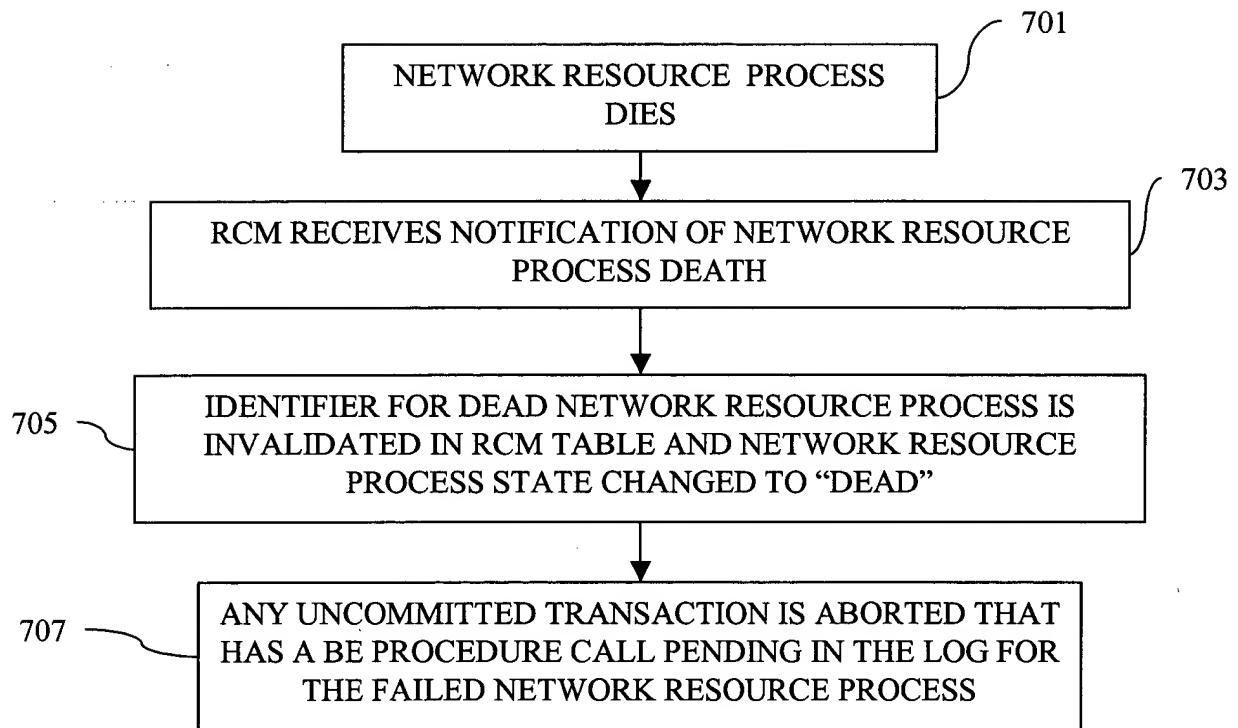 701
NETWORK RESOURCE PROCESS
DIES
703
RCM RECEIVES NOTIFICATION OF NETWORK RESOURCE
PROCESS DEATH
705
IDENTIFIER FOR DEAD NETWORK RESOURCE PROCESS IS
INVALIDATED IN RCM TABLE AND NETWORK RESOURCE
PROCESS STATE CHANGED TO “DEAD”
707
ANY UNCOMMITTED TRANSACTION IS ABORTED THAT
HAS A BE PROCEDURE CALL PENDING IN THE LOG FOR
THE FAILED NETWORK RESOURCE PROCESS